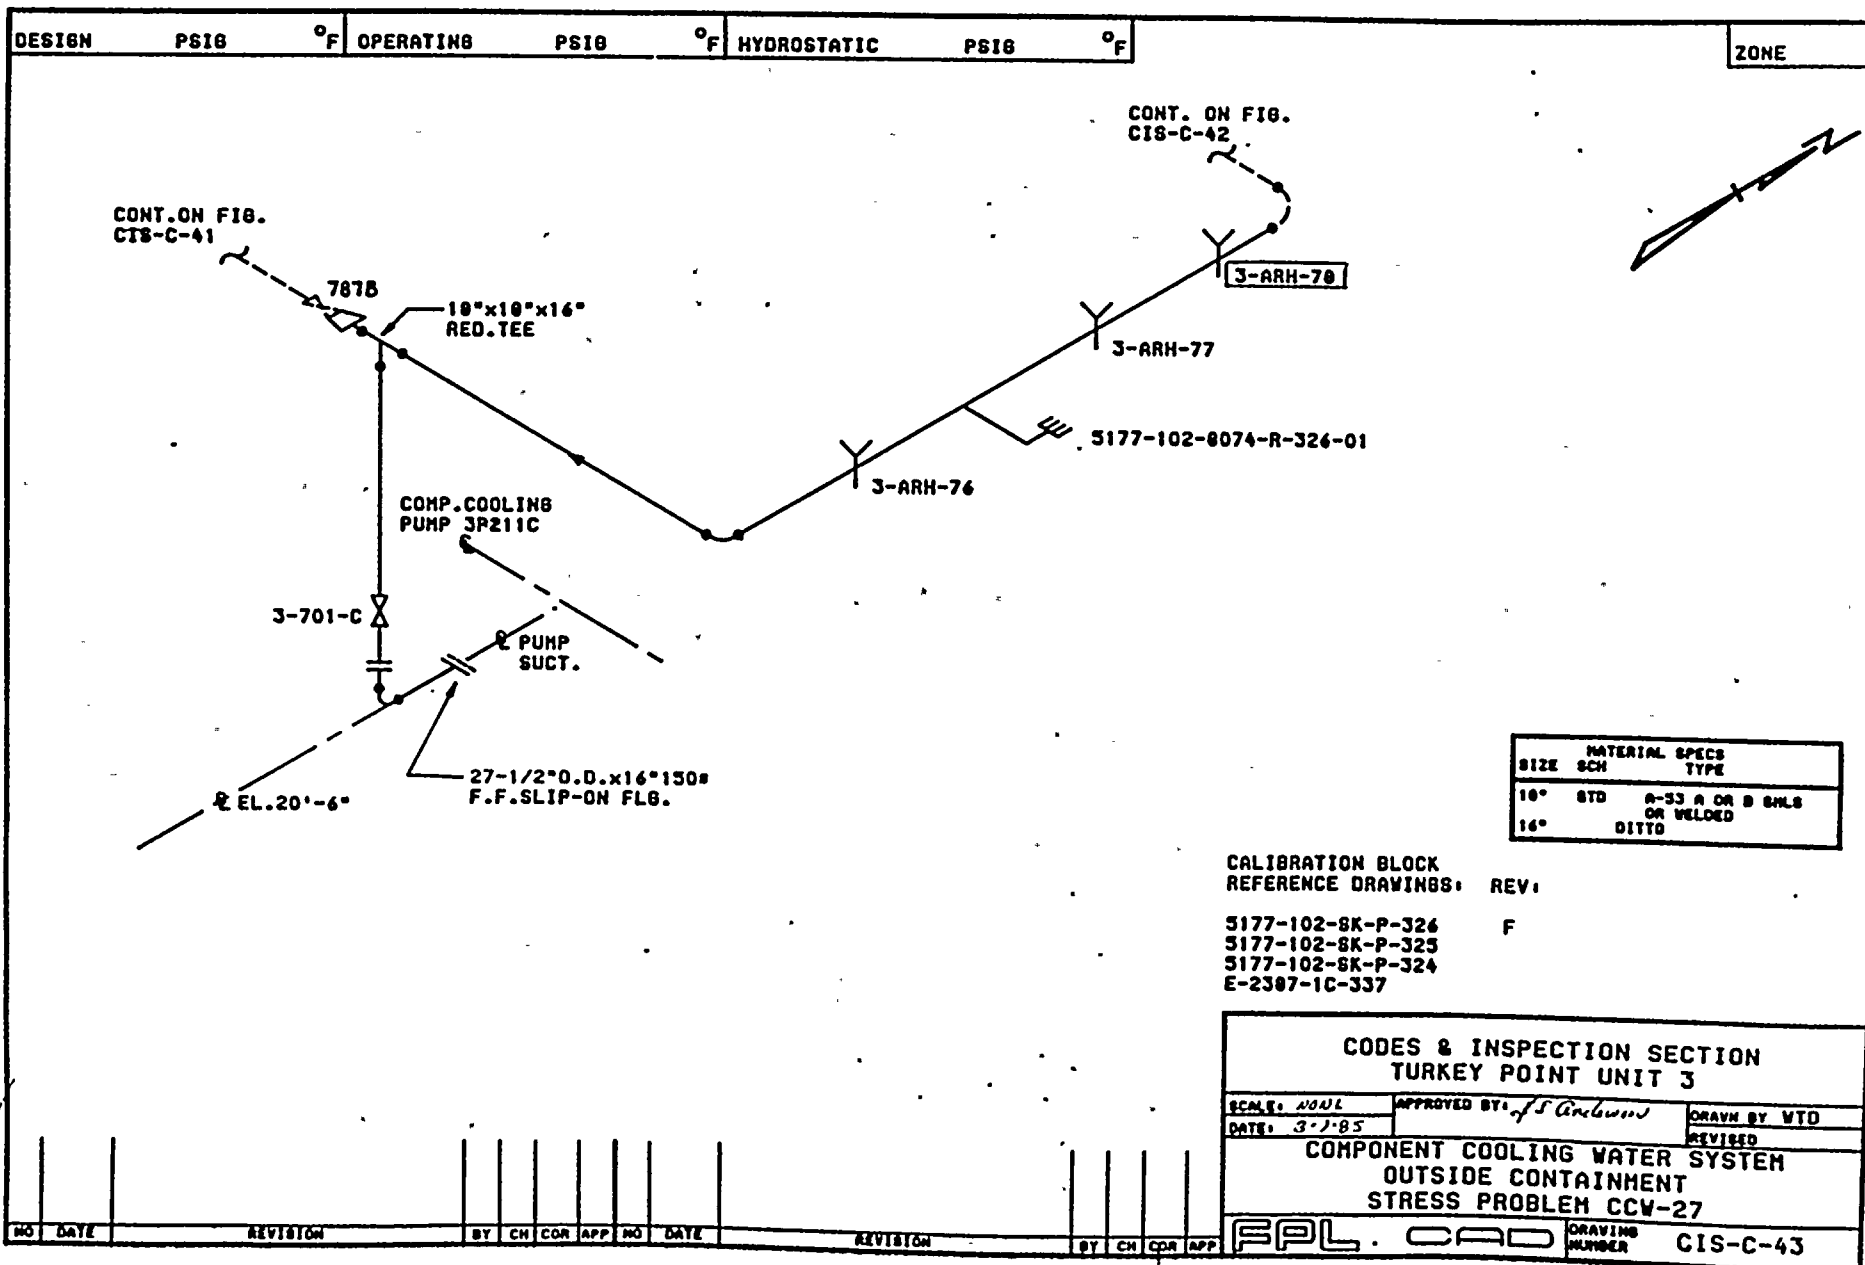 DESIGN PSIG °F OPERATING PSIG °F HYDROSTATIC PSIG °F
ZONE
CONT. ON FIG.
CIS-C-42
CONT.ON FIG.
CIS-C-41
787B
18"x18"x16"
RED.TEE
3-ARH-78
3-ARH-77
5177-102-8074-R-326-01
3-ARH-76
COMP.COOLING
PUMP 3P211C
3-701-C
℄ PUMP
SUCT.
27-1/2"O.D.x16"150#
F.F.SLIP-ON FLG.
℄ EL.20'-6"
MATERIAL SPECS
SIZE SCH TYPE
18" STD A-53 A OR B SMLS
OR WELDED
16" DITTO
CALIBRATION BLOCK
REFERENCE DRAWINGS: REV:
5177-102-SK-P-326 F
5177-102-SK-P-325
5177-102-SK-P-324
E-2387-1C-337
CODES & INSPECTION SECTION
TURKEY POINT UNIT 3
SCALE: NONE APPROVED BY: DRAWN BY WTD
DATE: 3-1-85 REVISED
COMPONENT COOLING WATER SYSTEM
OUTSIDE CONTAINMENT
STRESS PROBLEM CCW-27
FPL. CAD DRAWING NUMBER CIS-C-43
NO DATE REVISION BY CH COR APP NO DATE REVISION BY CH COR APP